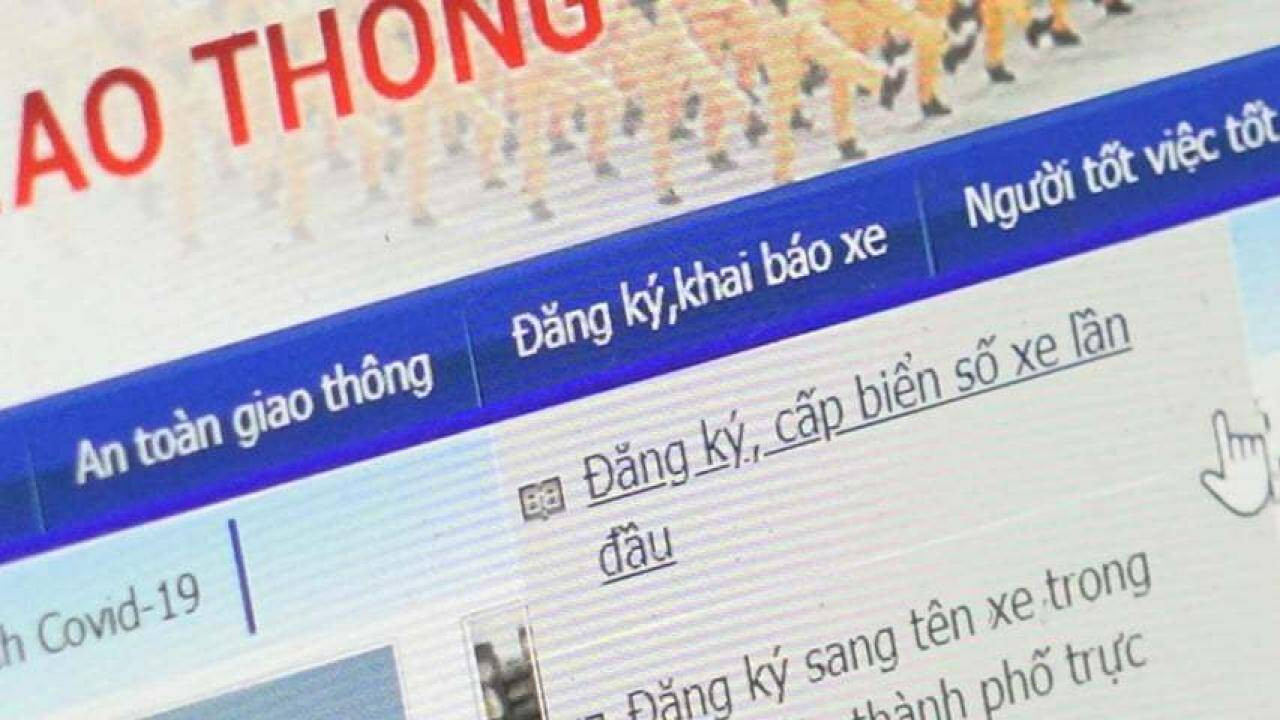 AO THÔNG
An toàn giao thông
Đăng ký,khai báo xe
Người tốt việc tốt
Đăng ký, cấp biển số xe lần
đầu
h Covid-19
Đăng ký sang tên xe trong
thành phố trực